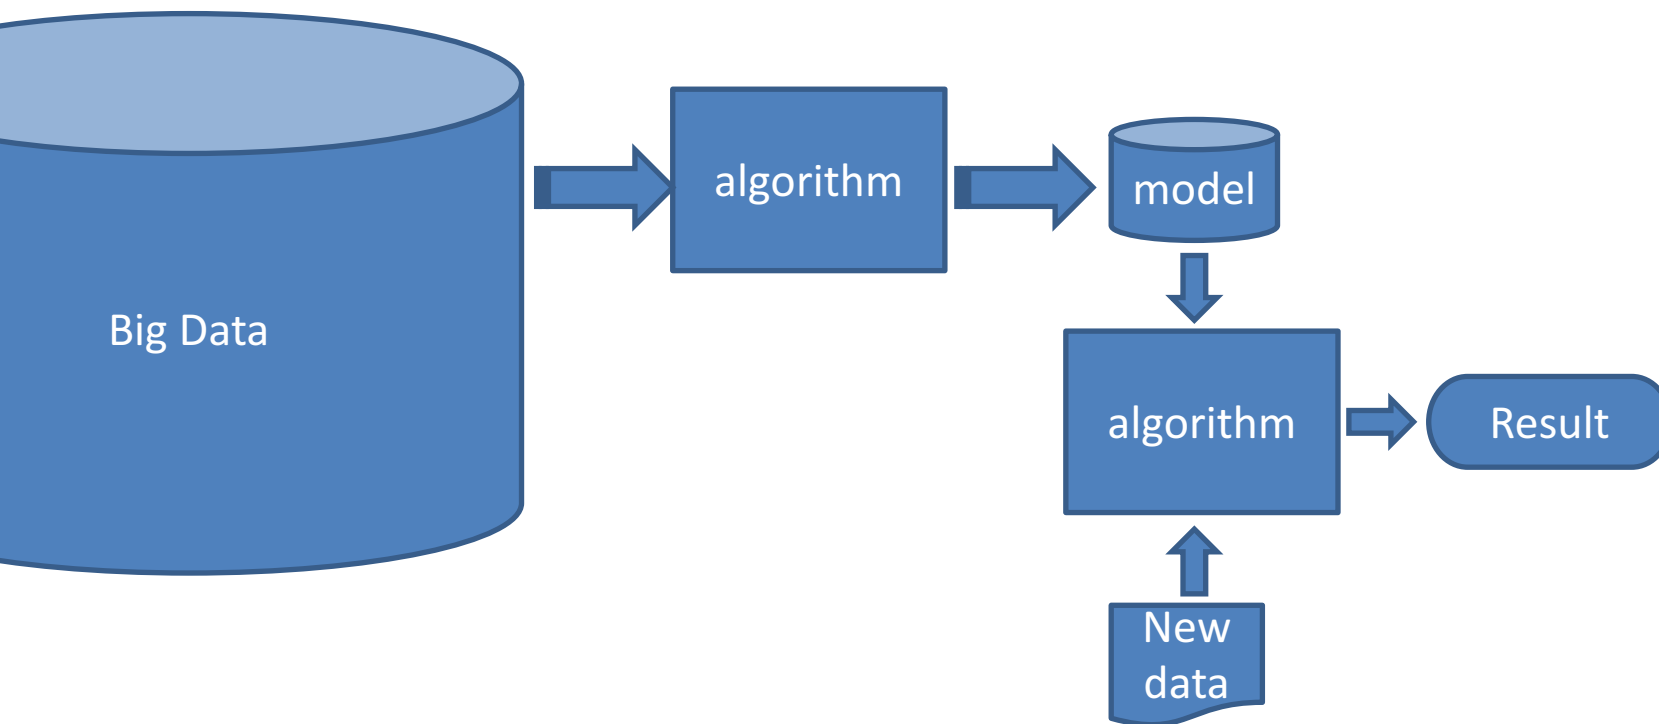 algorithm
model
Big Data
algorithm
Result
New
data